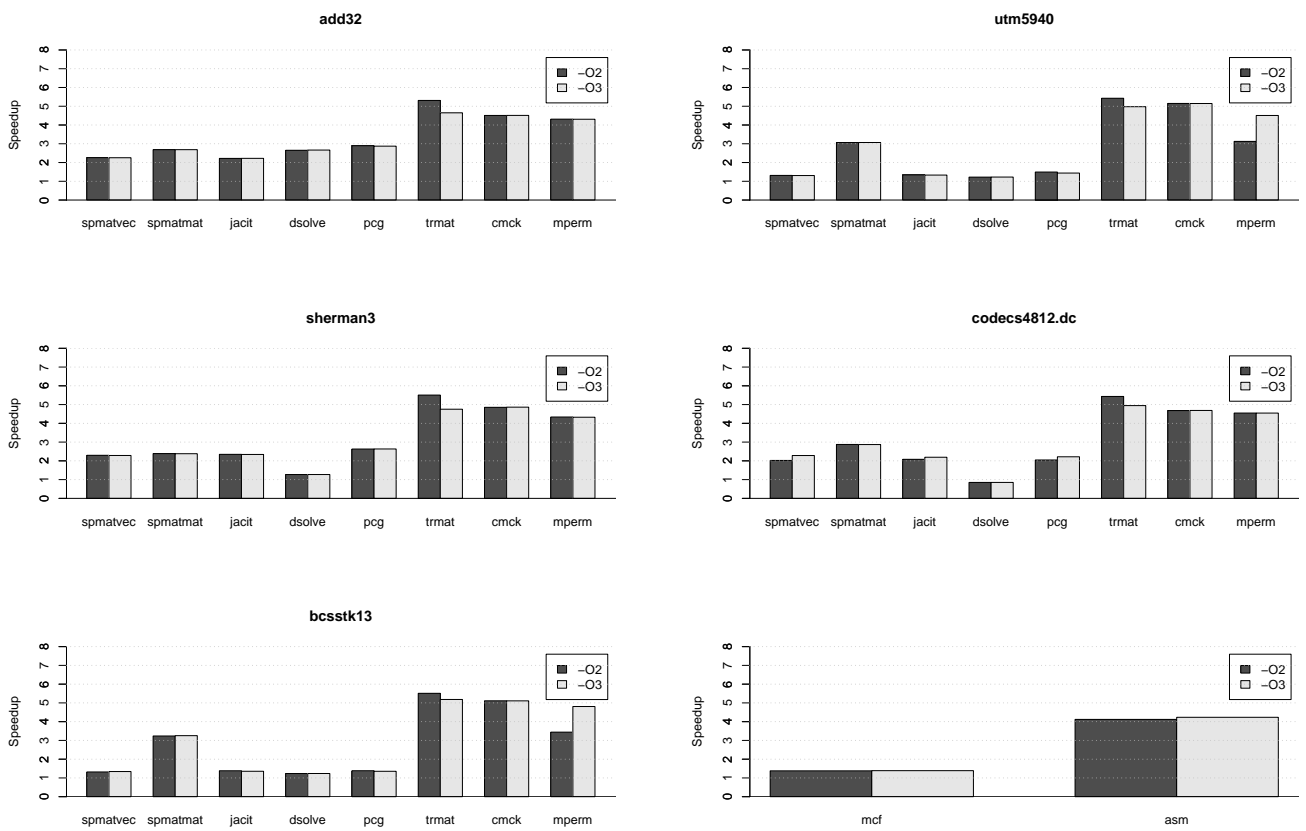 add32
Speedup
0 1 2 3 4 5 6 7 8
−O2
−O3
spmatvec spmatmat jacit dsolve pcg trmat cmck mperm
utm5940
Speedup
0 1 2 3 4 5 6 7 8
−O2
−O3
spmatvec spmatmat jacit dsolve pcg trmat cmck mperm
sherman3
Speedup
0 1 2 3 4 5 6 7 8
−O2
−O3
spmatvec spmatmat jacit dsolve pcg trmat cmck mperm
codecs4812.dc
Speedup
0 1 2 3 4 5 6 7 8
−O2
−O3
spmatvec spmatmat jacit dsolve pcg trmat cmck mperm
bcsstk13
Speedup
0 1 2 3 4 5 6 7 8
−O2
−O3
spmatvec spmatmat jacit dsolve pcg trmat cmck mperm
Speedup
0 1 2 3 4 5 6 7 8
−O2
−O3
mcf asm